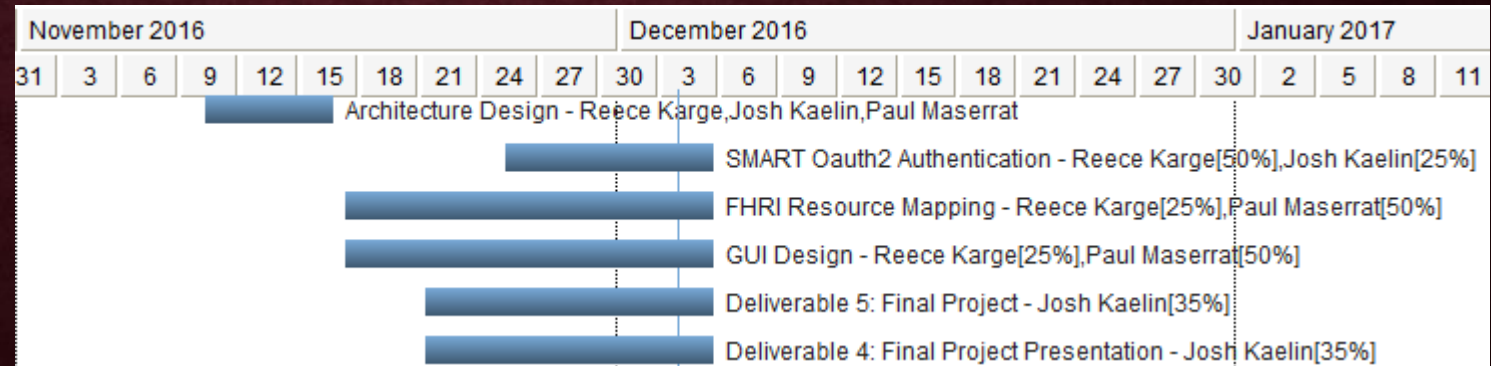 November 2016 December 2016 January 2017
31 3 6 9 12 15 18 21 24 27 30 3 6 9 12 15 18 21 24 27 30 2 5 8 11
Architecture Design - Reece Karge,Josh Kaelin,Paul Maserrat
SMART Oauth2 Authentication - Reece Karge[50%],Josh Kaelin[25%]
FHRI Resource Mapping - Reece Karge[25%],Paul Maserrat[50%]
GUI Design - Reece Karge[25%],Paul Maserrat[50%]
Deliverable 5: Final Project - Josh Kaelin[35%]
Deliverable 4: Final Project Presentation - Josh Kaelin[35%]